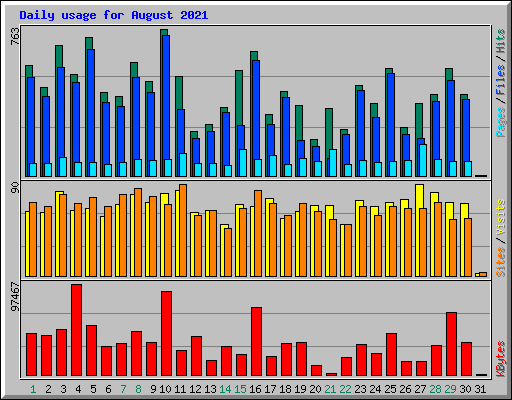 Daily usage for August 2021
763
Pages / Files / Hits
90
Sites / Visits
97467
KBytes
1 2 3 4 5 6 7 8 9 10 11 12 13 14 15 16 17 18 19 20 21 22 23 24 25 26 27 28 29 30 31